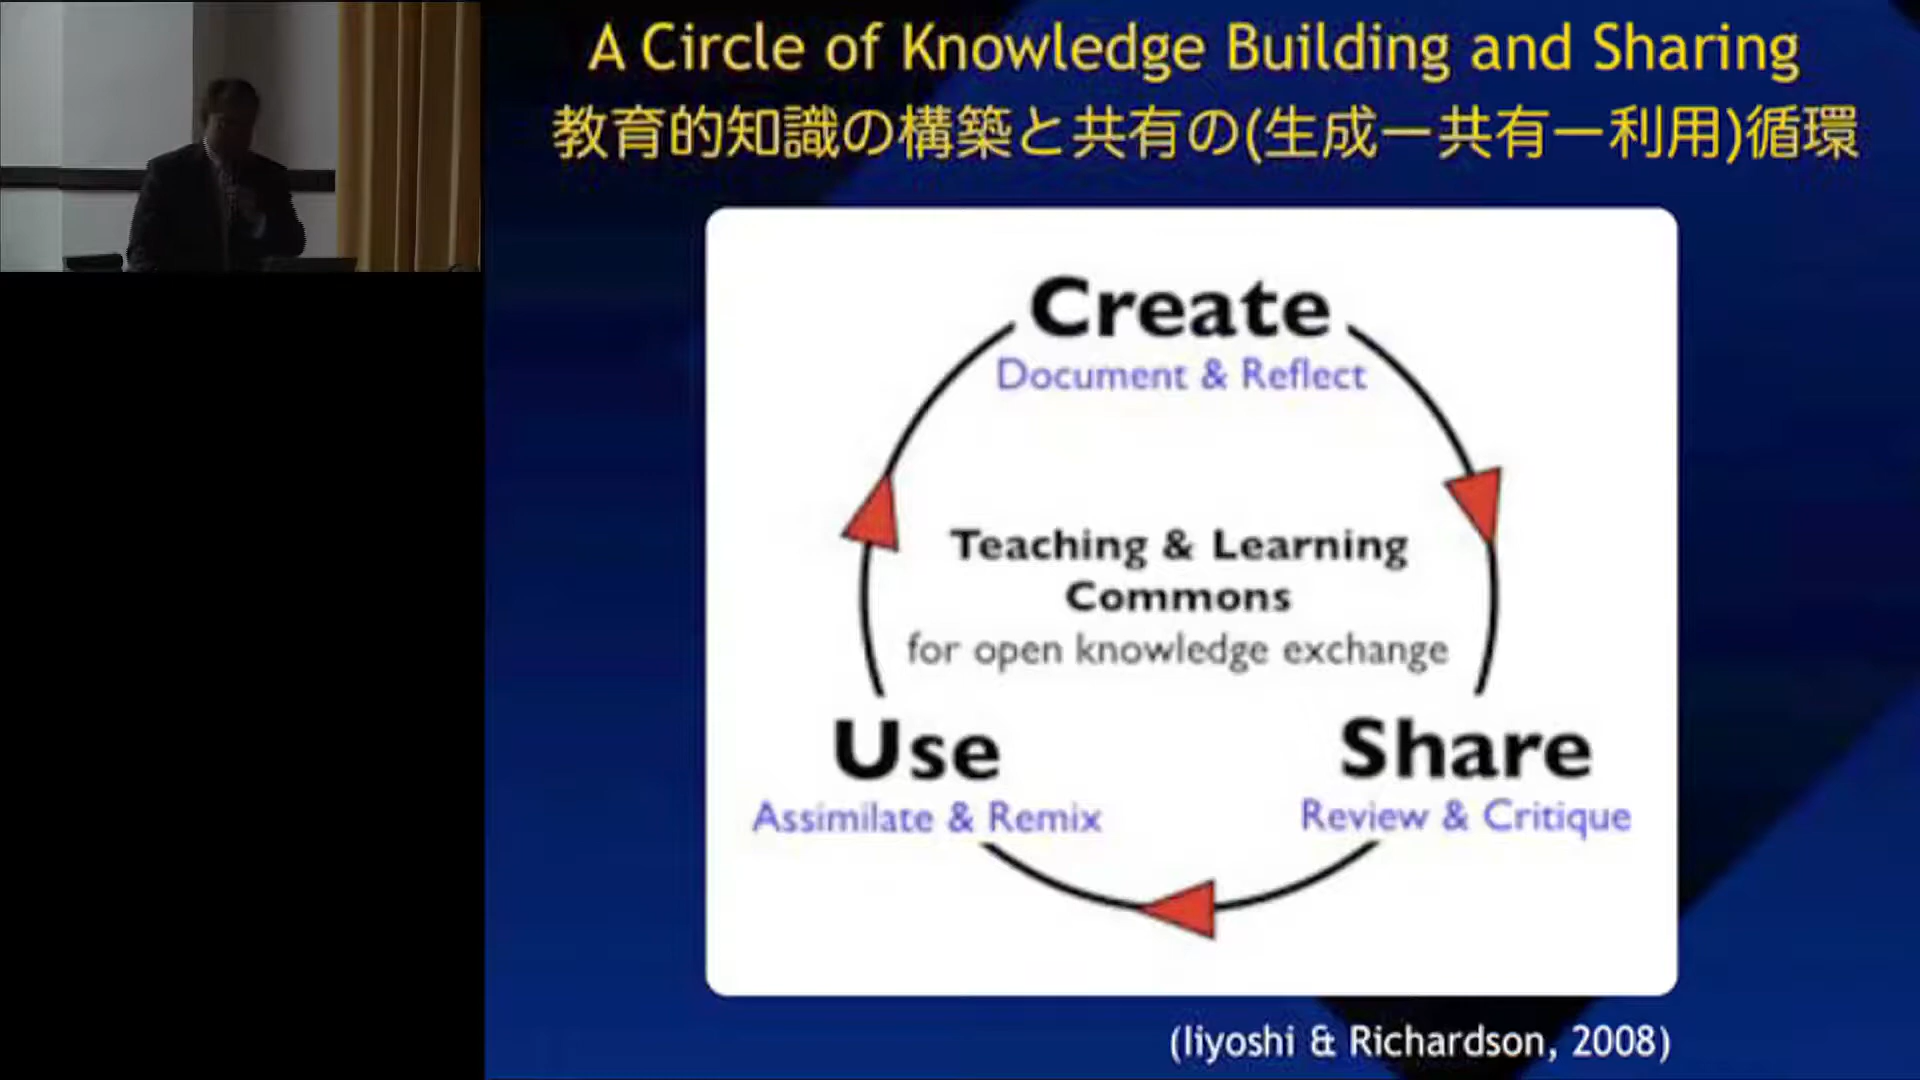 A Circle of Knowledge Building and Sharing
教育的知識の構築と共有の(生成ー共有ー利用)循環
Create
Document & Reflect
Teaching & Learning
Commons
for open knowledge exchange
Use
Assimilate & Remix
Share
Review & Critique
(Iiyoshi & Richardson, 2008)